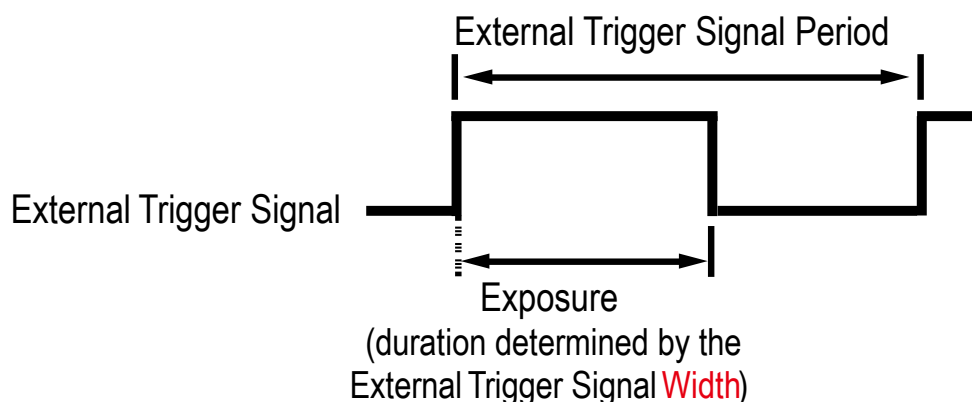 External Trigger Signal Period
External Trigger Signal
Exposure
(duration determined by the
External Trigger Signal Width)